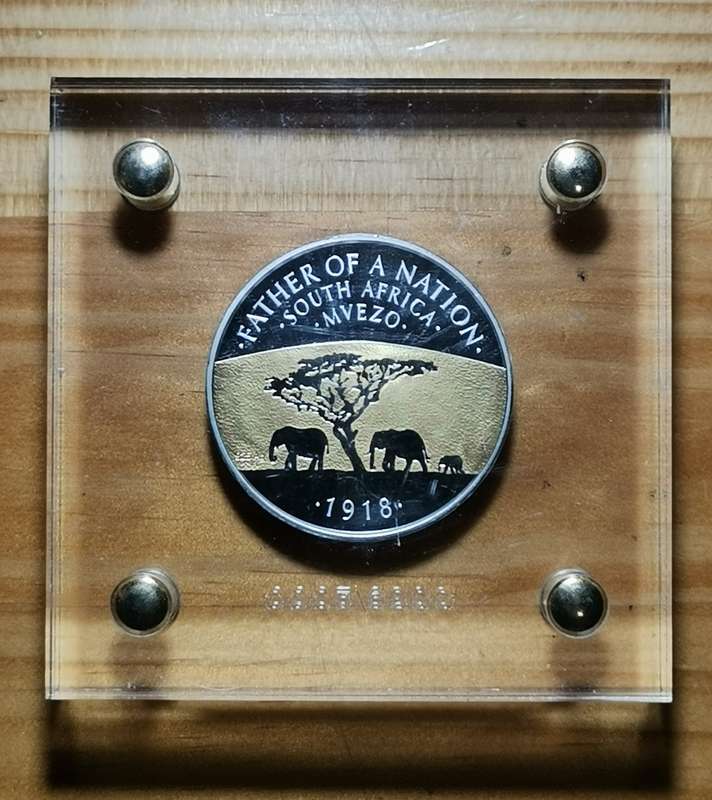 ·FATHER OF A NATION·
·SOUTH AFRICA·
·MVEZO·
·1918·